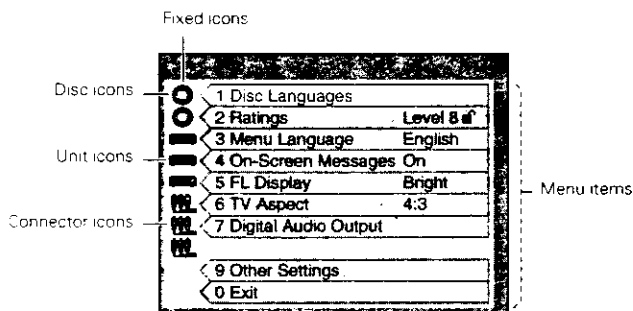 Fixed icons
Disc icons
1 Disc Languages
2 Ratings Level 8
3 Menu Language English
Unit icons
4 On-Screen Messages On
5 FL Display Bright
Menu items
6 TV Aspect 4:3
Connector icons
7 Digital Audio Output
9 Other Settings
0 Exit